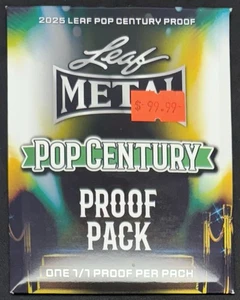 2025 LEAF POP CENTURY PROOF
Leaf
METAL
$ 99.99
POP CENTURY
PROOF
PACK
ONE 1/1 PROOF PER PACK